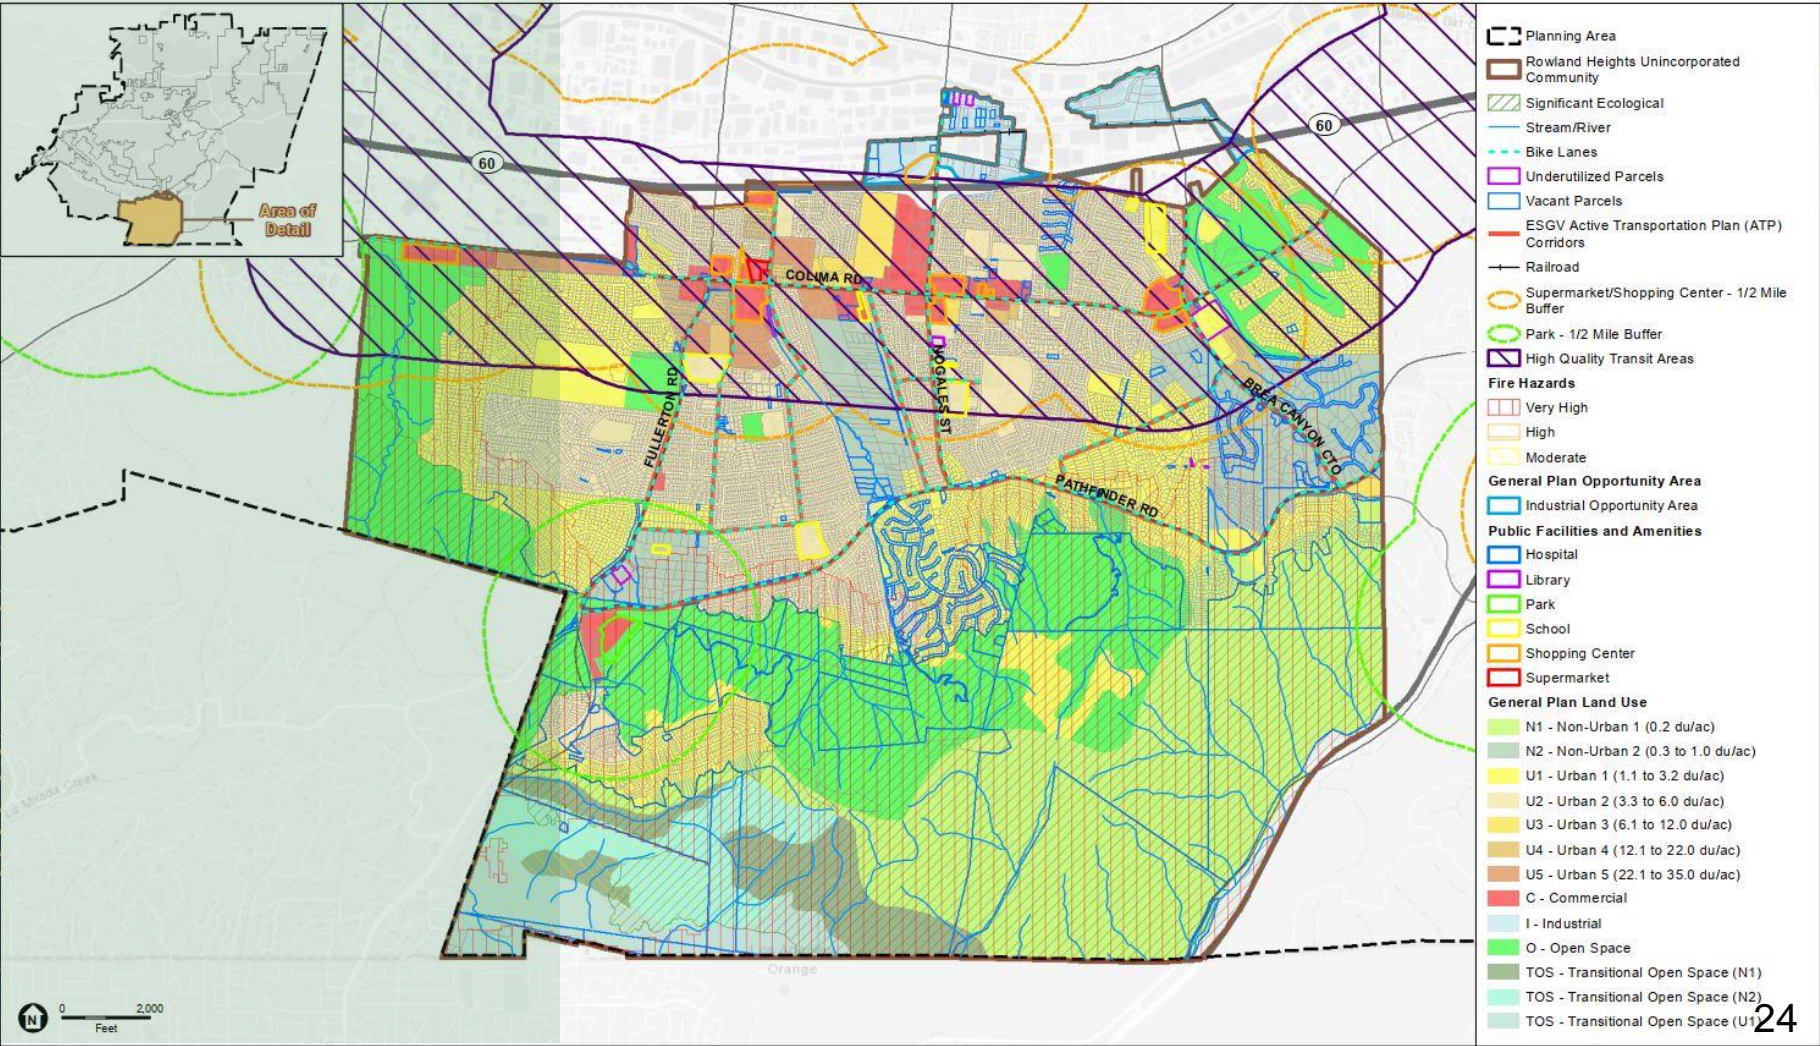 Area of
Detail
60
60
COLIMA RD
FULLERTON RD
NOGALES ST
BREA CANYON CTO
PATHFINDER RD
La Mirada Creek
Orange
N
0 2,000
Feet
Planning Area
Rowland Heights Unincorporated
Community
Significant Ecological
Stream/River
Bike Lanes
Underutilized Parcels
Vacant Parcels
ESGV Active Transportation Plan (ATP)
Corridors
Railroad
Supermarket/Shopping Center - 1/2 Mile
Buffer
Park - 1/2 Mile Buffer
High Quality Transit Areas
Fire Hazards
Very High
High
Moderate
General Plan Opportunity Area
Industrial Opportunity Area
Public Facilities and Amenities
Hospital
Library
Park
School
Shopping Center
Supermarket
General Plan Land Use
N1 - Non-Urban 1 (0.2 du/ac)
N2 - Non-Urban 2 (0.3 to 1.0 du/ac)
U1 - Urban 1 (1.1 to 3.2 du/ac)
U2 - Urban 2 (3.3 to 6.0 du/ac)
U3 - Urban 3 (6.1 to 12.0 du/ac)
U4 - Urban 4 (12.1 to 22.0 du/ac)
U5 - Urban 5 (22.1 to 35.0 du/ac)
C - Commercial
I - Industrial
O - Open Space
TOS - Transitional Open Space (N1)
TOS - Transitional Open Space (N2)
TOS - Transitional Open Space (U1)
24